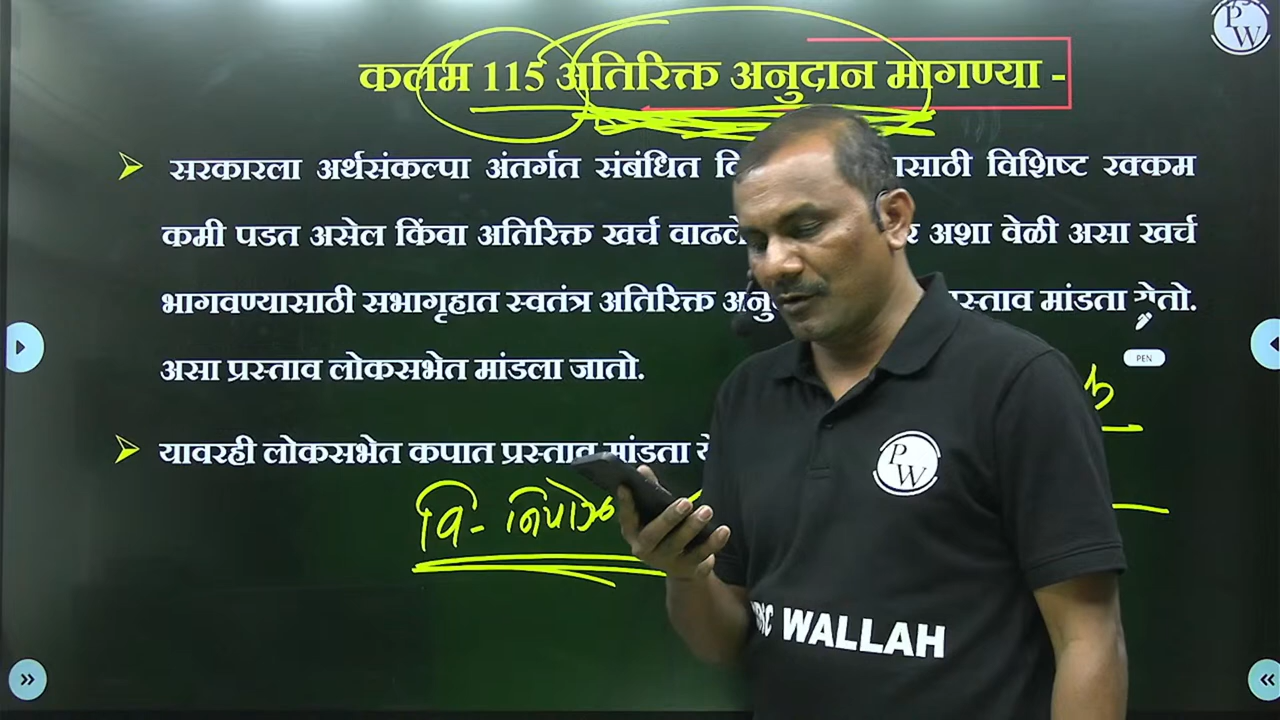 PW
कलम 115 अतिरिक्त अनुदान मागण्या -
सरकारला अर्थसंकल्पा अंतर्गत संबंधित साठी विशिष्ट रक्कम
कमी पडत असेल किंवा अतिरिक्त खर्च वाढले र अशा वेळी असा खर्च
भागवण्यासाठी सभागृहात स्वतंत्र अतिरिक्त मांडता येतो.
PEN
असा प्रस्ताव लोकसभेत मांडला जातो.
यावरही लोकसभेत कपात प्रस्ताव मांडता
वि-
PW
WALLAH